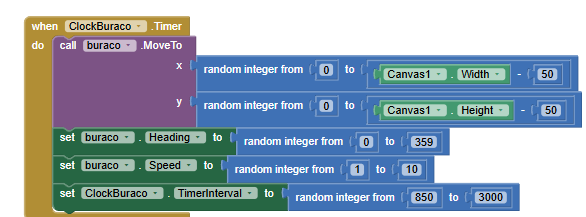 when ClockBuraco .Timer
do call buraco .MoveTo
x random integer from 0 to Canvas1 . Width - 50
y random integer from 0 to Canvas1 . Height - 50
set buraco . Heading to random integer from 0 to 359
set buraco . Speed to random integer from 1 to 10
set ClockBuraco . TimerInterval to random integer from 850 to 3000